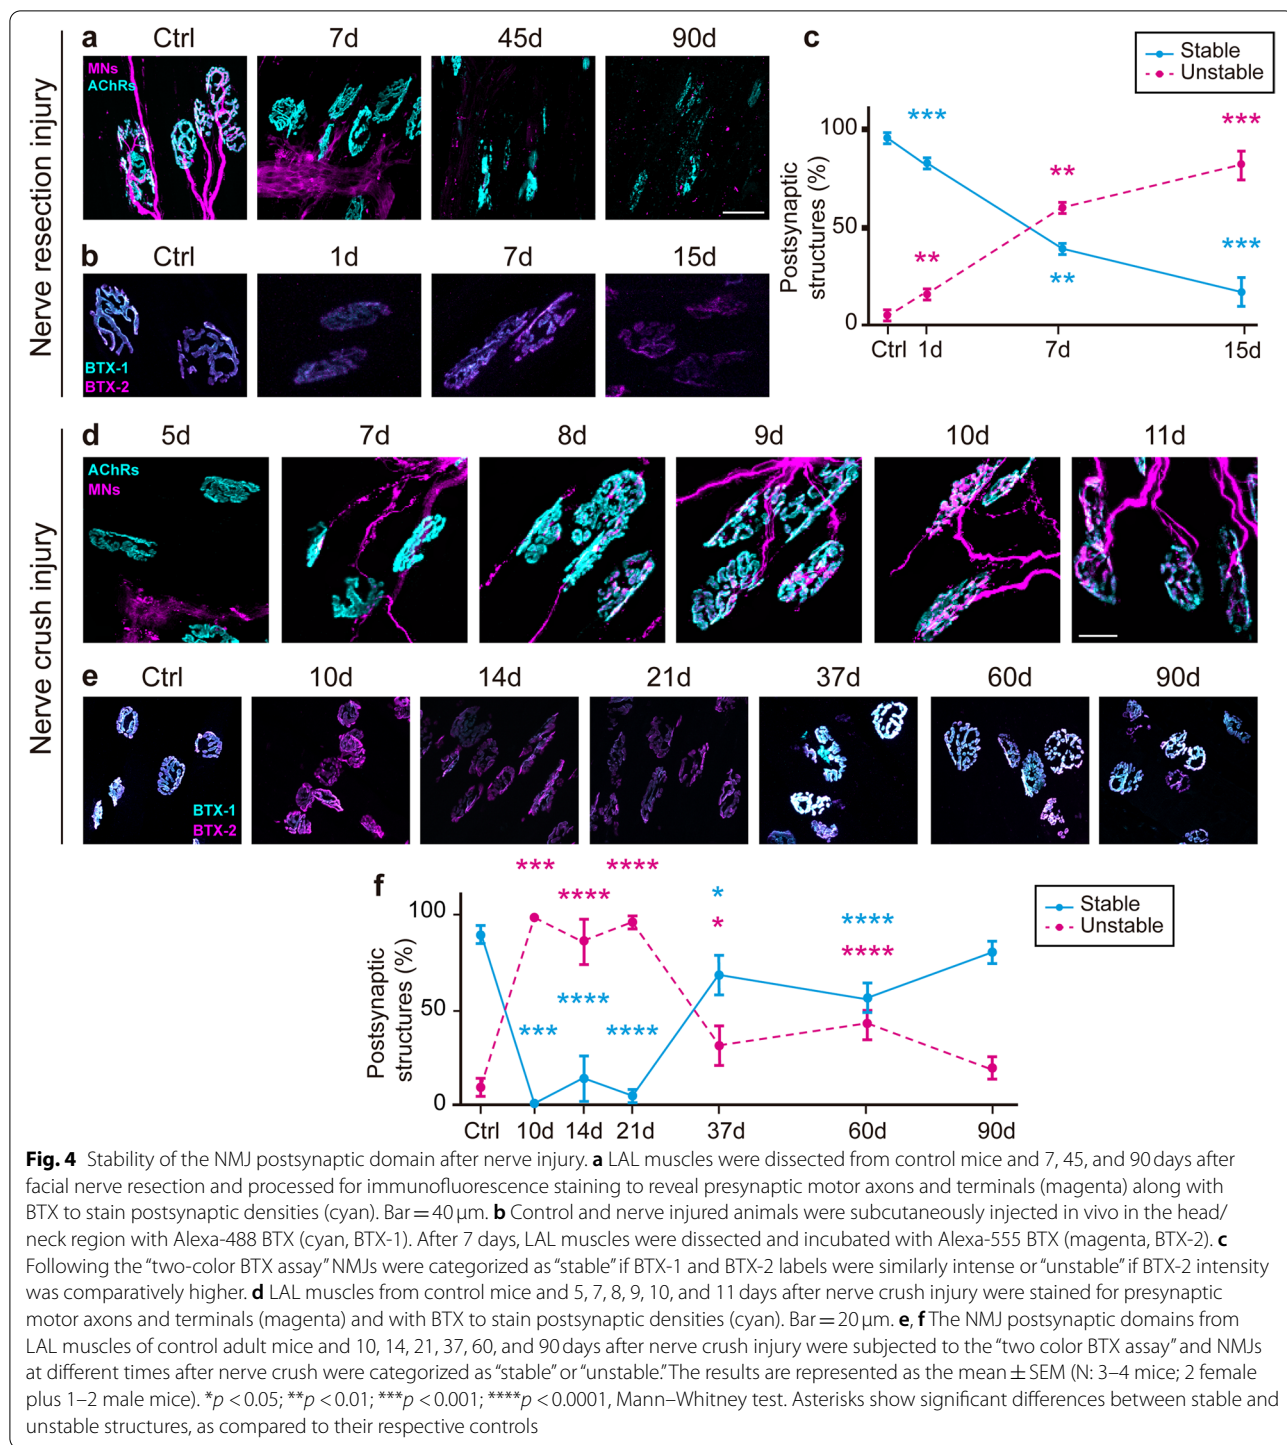 Nerve resection injury
a
Ctrl
7d
45d
90d
MNs
AChRs
b
Ctrl
1d
7d
15d
BTX-1
BTX-2
c
Stable
Unstable
Postsynaptic
structures (%)
100
50
0
***
**
**
**
***
***
Ctrl 1d 7d 15d
Nerve crush injury
d
5d
7d
8d
9d
10d
11d
AChRs
MNs
e
Ctrl
10d
14d
21d
37d
60d
90d
BTX-1
BTX-2
f
Stable
Unstable
Postsynaptic
structures (%)
100
50
0
*** **** **** * ****
* ****
*** **** ****
Ctrl 10d 14d 21d 37d 60d 90d
Fig. 4 Stability of the NMJ postsynaptic domain after nerve injury. a LAL muscles were dissected from control mice and 7, 45, and 90 days after
facial nerve resection and processed for immunofluorescence staining to reveal presynaptic motor axons and terminals (magenta) along with
BTX to stain postsynaptic densities (cyan). Bar = 40 µm. b Control and nerve injured animals were subcutaneously injected in vivo in the head/
neck region with Alexa-488 BTX (cyan, BTX-1). After 7 days, LAL muscles were dissected and incubated with Alexa-555 BTX (magenta, BTX-2). c
Following the “two-color BTX assay” NMJs were categorized as “stable” if BTX-1 and BTX-2 labels were similarly intense or “unstable” if BTX-2 intensity
was comparatively higher. d LAL muscles from control mice and 5, 7, 8, 9, 10, and 11 days after nerve crush injury were stained for presynaptic
motor axons and terminals (magenta) and with BTX to stain postsynaptic densities (cyan). Bar = 20 µm. e, f The NMJ postsynaptic domains from
LAL muscles of control adult mice and 10, 14, 21, 37, 60, and 90 days after nerve crush injury were subjected to the “two color BTX assay” and NMJs
at different times after nerve crush were categorized as “stable” or “unstable.” The results are represented as the mean ± SEM (N: 3–4 mice; 2 female
plus 1–2 male mice). *p < 0.05; **p < 0.01; ***p < 0.001; ****p < 0.0001, Mann–Whitney test. Asterisks show significant differences between stable and
unstable structures, as compared to their respective controls